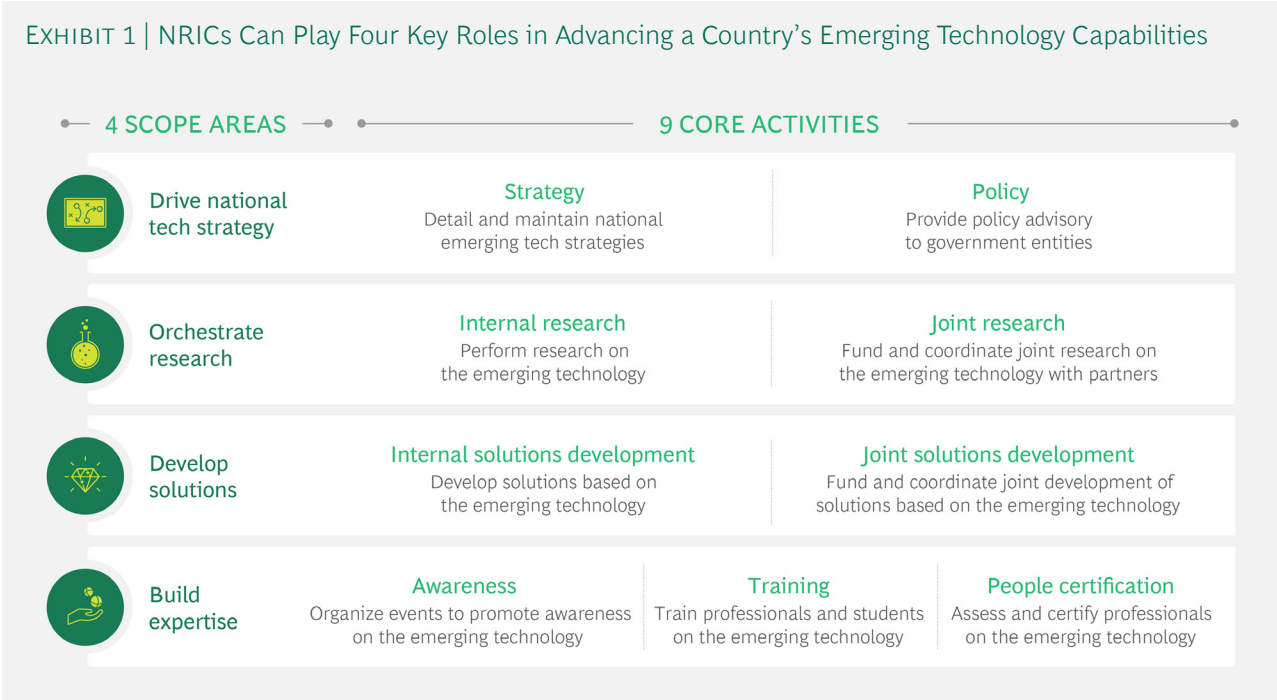 EXHIBIT 1 | NRICs Can Play Four Key Roles in Advancing a Country’s Emerging Technology Capabilities
4 SCOPE AREAS
9 CORE ACTIVITIES
Drive national
tech strategy
Strategy
Detail and maintain national
emerging tech strategies
Policy
Provide policy advisory
to government entities
Orchestrate
research
Internal research
Perform research on
the emerging technology
Joint research
Fund and coordinate joint research on
the emerging technology with partners
Develop
solutions
Internal solutions development
Develop solutions based on
the emerging technology
Joint solutions development
Fund and coordinate joint development of
solutions based on the emerging technology
Build
expertise
Awareness
Organize events to promote awareness
on the emerging technology
Training
Train professionals and students
on the emerging technology
People certification
Assess and certify professionals
on the emerging technology